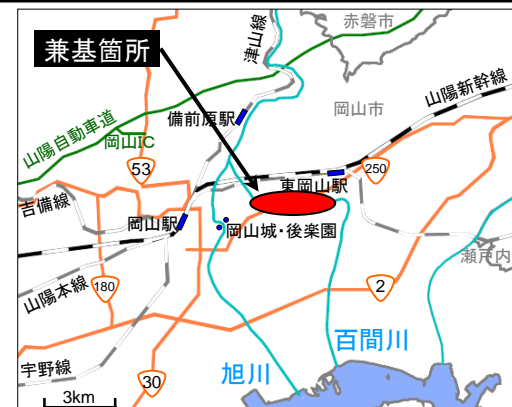 兼基箇所
津山線
赤磐市
山陽新幹線
岡山市
備前原駅
山陽自動車道
岡山IC
53
東岡山駅
250
吉備線
岡山駅
岡山城・後楽園
瀬戸内
180
山陽本線
2
百間川
旭川
宇野線
30
3km